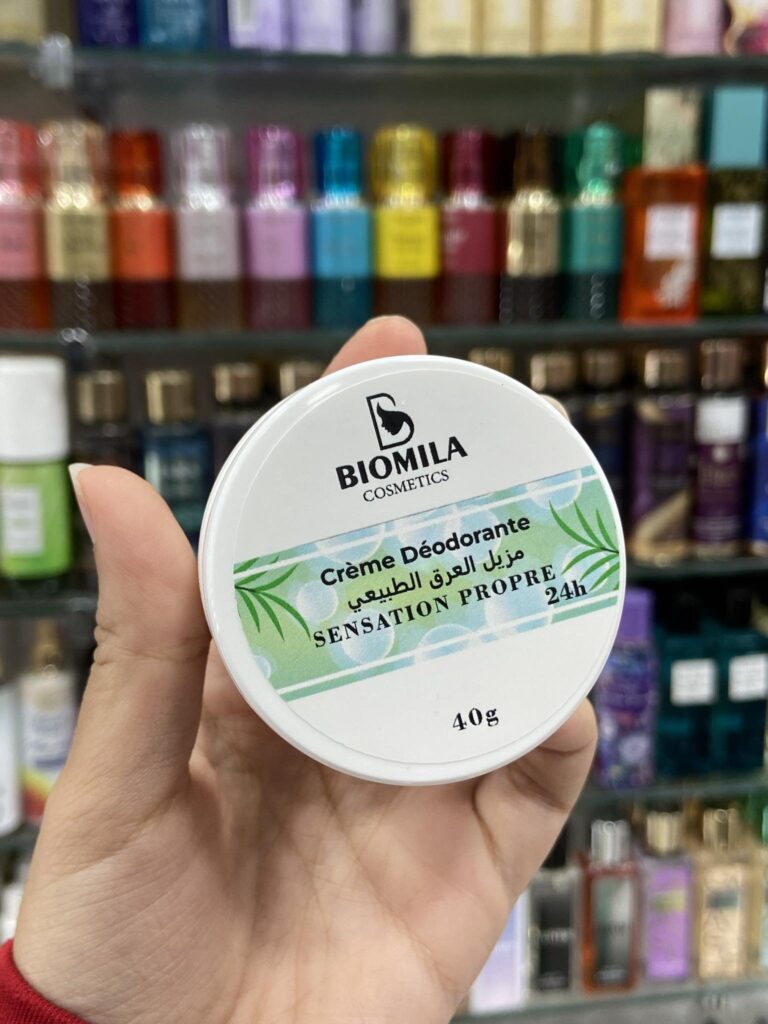 BIOMILA
COSMETICS
Crème Déodorante
مزيل العرق الطبيعي
SENSATION PROPRE
24h
40g